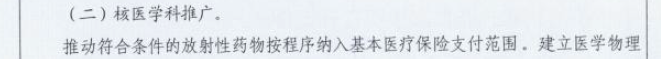 （二）核医学科推广。
推动符合条件的放射性药物按程序纳入基本医疗保险支付范围。建立医学物理